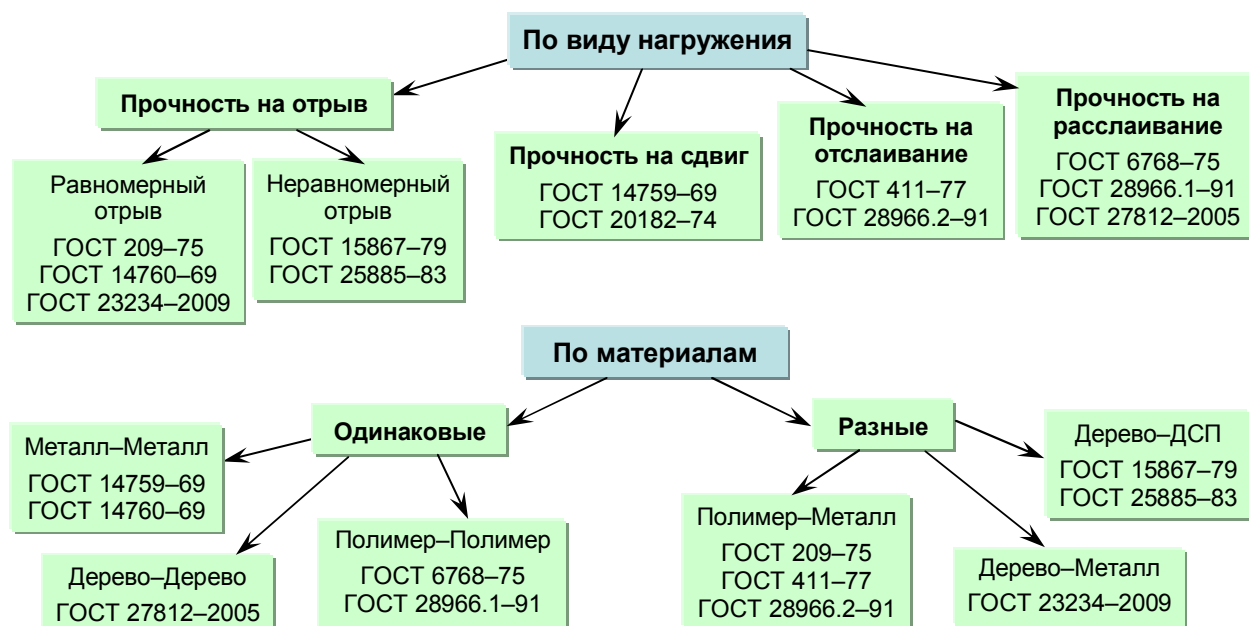 По виду нагружения
Прочность на отрыв
Равномерный
отрыв
ГОСТ 209–75
ГОСТ 14760–69
ГОСТ 23234–2009
Неравномерный
отрыв
ГОСТ 15867–79
ГОСТ 25885–83
Прочность на сдвиг
ГОСТ 14759–69
ГОСТ 20182–74
Прочность на
отслаивание
ГОСТ 411–77
ГОСТ 28966.2–91
Прочность на
расслаивание
ГОСТ 6768–75
ГОСТ 28966.1–91
ГОСТ 27812–2005
По материалам
Одинаковые
Металл–Металл
ГОСТ 14759–69
ГОСТ 14760–69
Дерево–Дерево
ГОСТ 27812–2005
Полимер–Полимер
ГОСТ 6768–75
ГОСТ 28966.1–91
Разные
Полимер–Металл
ГОСТ 209–75
ГОСТ 411–77
ГОСТ 28966.2–91
Дерево–Металл
ГОСТ 23234–2009
Дерево–ДСП
ГОСТ 15867–79
ГОСТ 25885–83